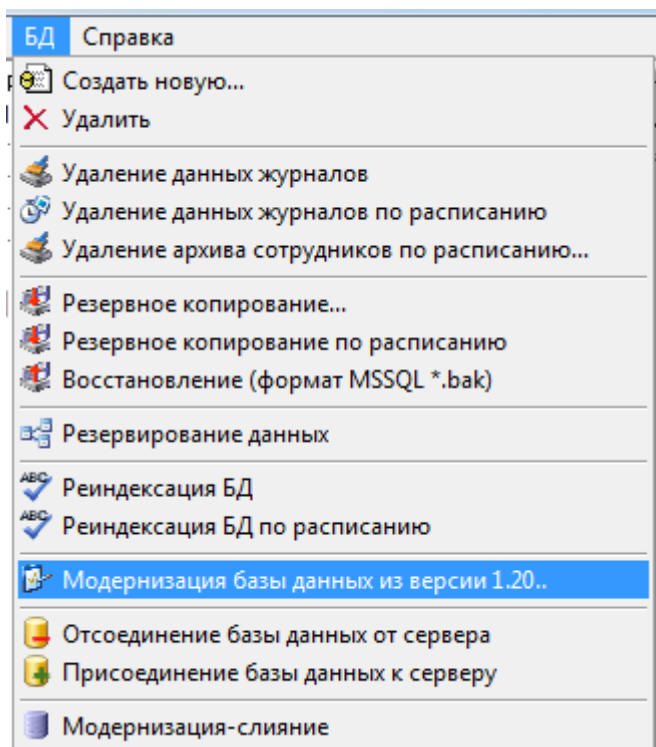 БД Справка
Создать новую...
Удалить
Удаление данных журналов
Удаление данных журналов по расписанию
Удаление архива сотрудников по расписанию...
Резервное копирование...
Резервное копирование по расписанию
Восстановление (формат MSSQL *.bak)
Резервирование данных
ABC Реиндексация БД
ABC Реиндексация БД по расписанию
Модернизация базы данных из версии 1.20..
Отсоединение базы данных от сервера
Присоединение базы данных к серверу
Модернизация-слияние